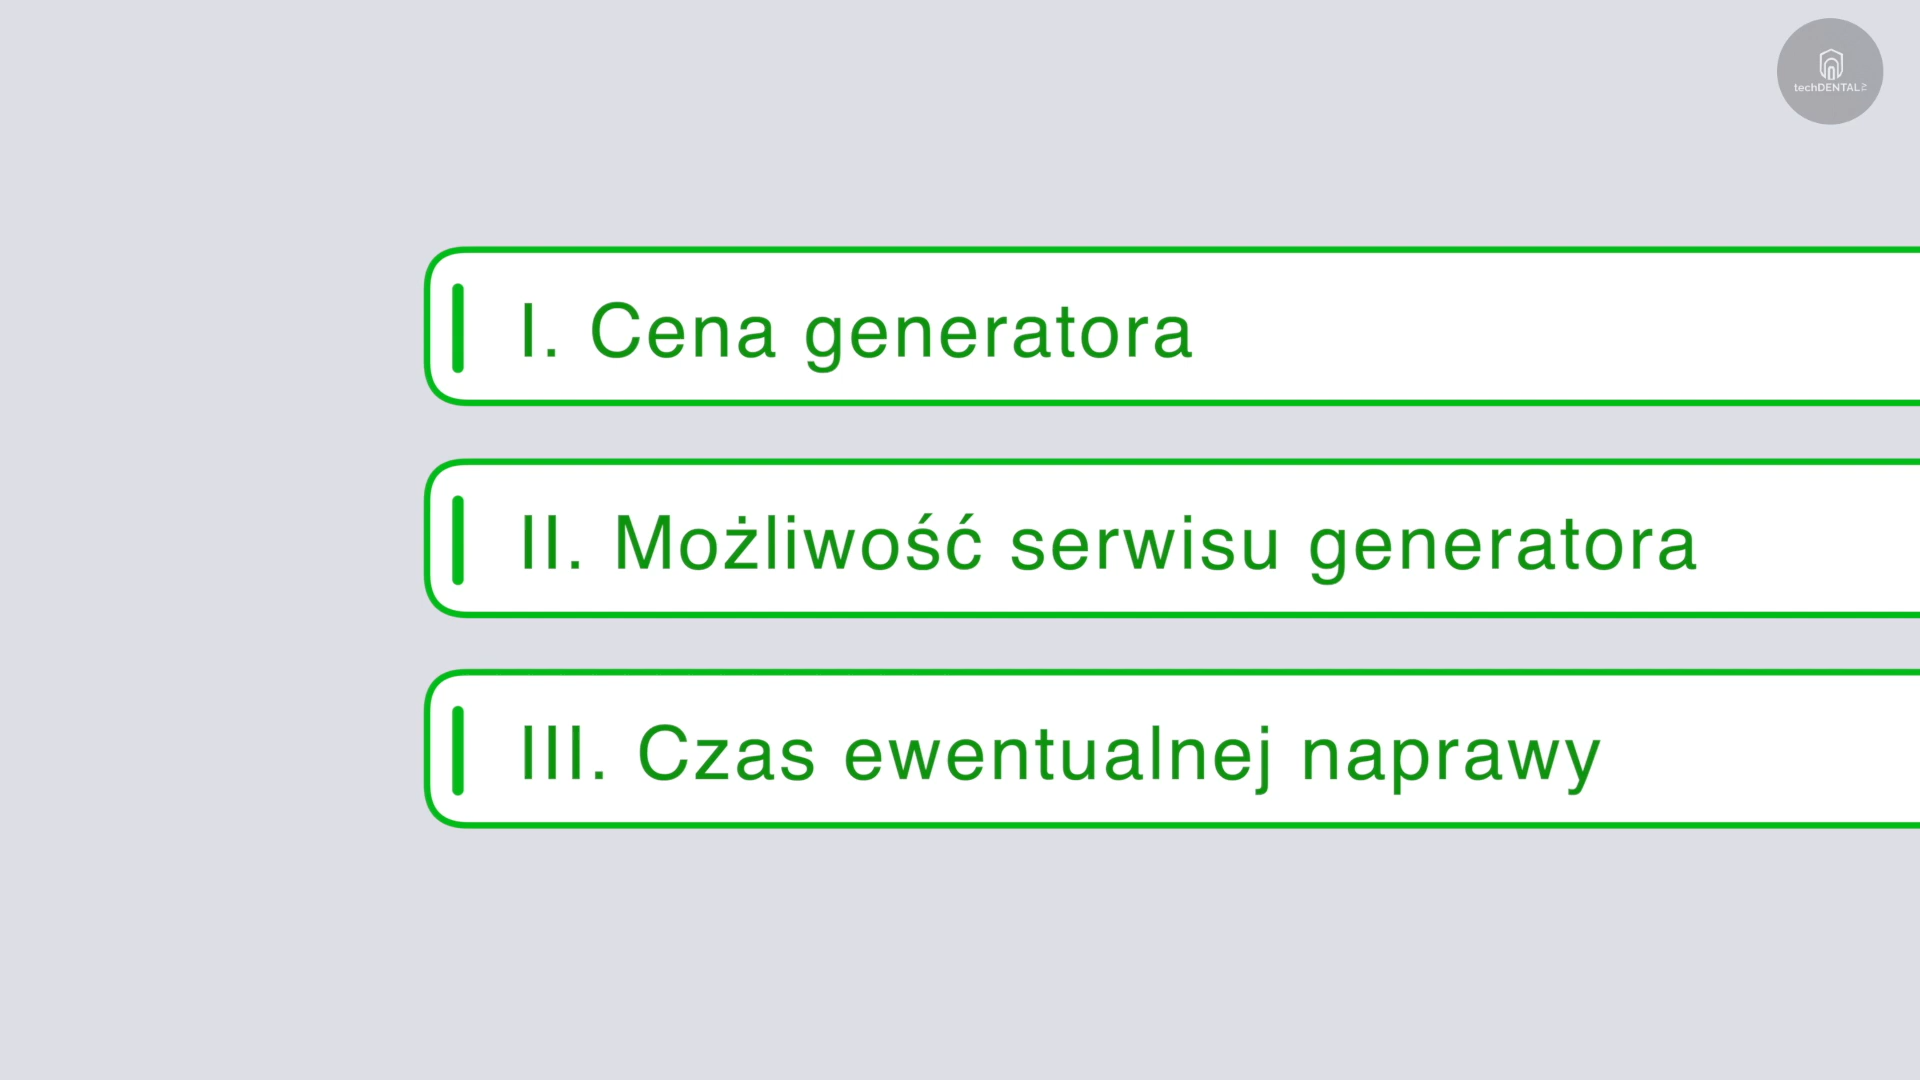 techDENTAL
I. Cena generatora
II. Możliwość serwisu generatora
III. Czas ewentualnej naprawy